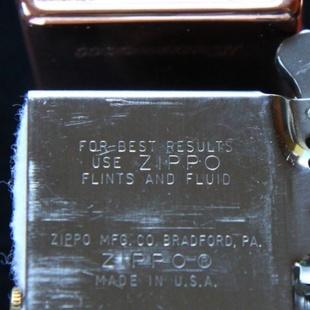 FOR BEST RESULTS
USE ZIPPO
FLINTS AND FLUID
ZIPPO MFG. CO. BRADFORD, PA.
ZIPPO ®
MADE IN U.S.A.